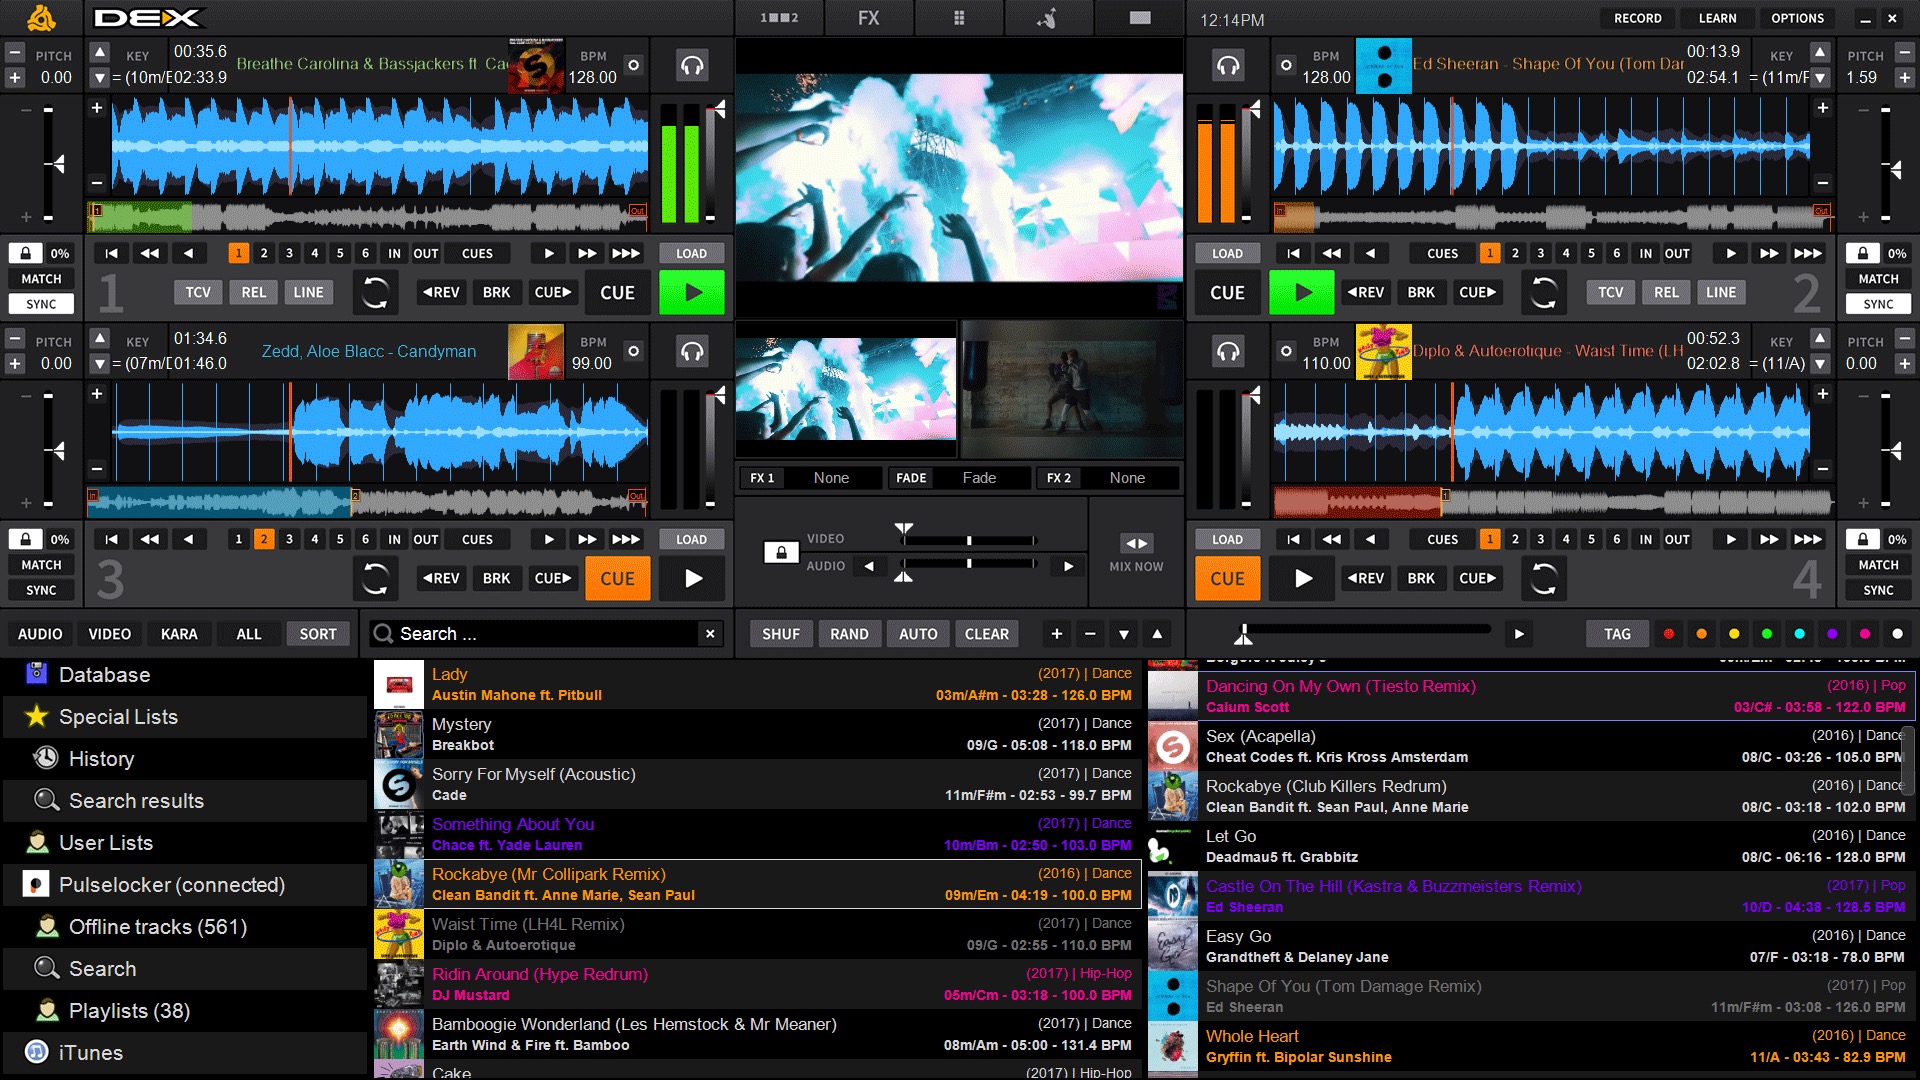 DEX
1 2
FX
12:14PM
RECORD
LEARN
OPTIONS
PITCH
0.00
KEY
= (10m/
00:35.6
02:33.9
Breathe Carolina & Bassjackers ft. Ca
BPM
128.00
In
Out
0%
MATCH
SYNC
1 2 3 4 5 6 IN OUT CUES
LOAD
1
TCV
REL
LINE
REV
BRK
CUE
CUE
BPM
128.00
Ed Sheeran - Shape Of You (Tom Dar
00:13.9
02:54.1
KEY
= (11m/F
PITCH
1.59
In
Out
LOAD
CUES 1 2 3 4 5 6 IN OUT
0%
MATCH
SYNC
CUE
REV
BRK
CUE
TCV
REL
LINE
2
PITCH
0.00
KEY
= (07m/
01:34.6
01:46.0
Zedd, Aloe Blacc - Candyman
BPM
99.00
In
2
Out
0%
MATCH
SYNC
1 2 3 4 5 6 IN OUT CUES
LOAD
3
REV
BRK
CUE
CUE
BPM
110.00
Diplo & Autoerotique - Waist Time (LH
00:52.3
02:02.8
KEY
= (11/A)
PITCH
0.00
In
1
Out
LOAD
CUES 1 2 3 4 5 6 IN OUT
0%
MATCH
SYNC
CUE
REV
BRK
CUE
4
FX 1
None
FADE
Fade
FX 2
None
VIDEO
AUDIO
MIX NOW
AUDIO
VIDEO
KARA
ALL
SORT
Search ...
SHUF
RAND
AUTO
CLEAR
TAG
Database
Special Lists
History
Search results
User Lists
Pulselocker (connected)
Offline tracks (561)
Search
Playlists (38)
iTunes
Lady
(2017) | Dance
Austin Mahone ft. Pitbull
03m/A#m - 03:28 - 126.0 BPM
Mystery
(2017) | Dance
Breakbot
09/G - 05:08 - 118.0 BPM
Sorry For Myself (Acoustic)
(2017) | Dance
Cade
11m/F#m - 02:53 - 99.7 BPM
Something About You
(2017) | Dance
Chace ft. Yade Lauren
10m/Bm - 02:50 - 103.0 BPM
Rockabye (Mr Collipark Remix)
(2016) | Dance
Clean Bandit ft. Anne Marie, Sean Paul
09m/Em - 04:19 - 100.0 BPM
Waist Time (LH4L Remix)
(2017) | Dance
Diplo & Autoerotique
09/G - 02:55 - 110.0 BPM
Ridin Around (Hype Redrum)
(2017) | Hip-Hop
DJ Mustard
05m/Cm - 03:18 - 100.0 BPM
Bamboogie Wonderland (Les Hemstock & Mr Meaner)
(2017) | Dance
Earth Wind & Fire ft. Bamboo
08m/Am - 05:00 - 131.4 BPM
Cake
(2017) | Hip-Hop
Dancing On My Own (Tiesto Remix)
(2016) | Pop
Calum Scott
03/C# - 03:58 - 122.0 BPM
Sex (Acapella)
(2016) | Dance
Cheat Codes ft. Kris Kross Amsterdam
08/C - 03:26 - 105.0 BPM
Rockabye (Club Killers Redrum)
(2016) | Dance
Clean Bandit ft. Sean Paul, Anne Marie
08/C - 03:18 - 102.0 BPM
Let Go
(2016) | Dance
Deadmau5 ft. Grabbitz
08/C - 06:16 - 128.0 BPM
Castle On The Hill (Kastra & Buzzmeisters Remix)
(2017) | Pop
Ed Sheeran
10/D - 04:38 - 128.5 BPM
Easy Go
(2016) | Dance
Grandtheft & Delaney Jane
07/F - 03:18 - 78.0 BPM
Shape Of You (Tom Damage Remix)
(2017) | Pop
Ed Sheeran
11m/F#m - 03:08 - 126.0 BPM
Whole Heart
(2016) | Dance
Gryffin ft. Bipolar Sunshine
11/A - 03:43 - 82.9 BPM